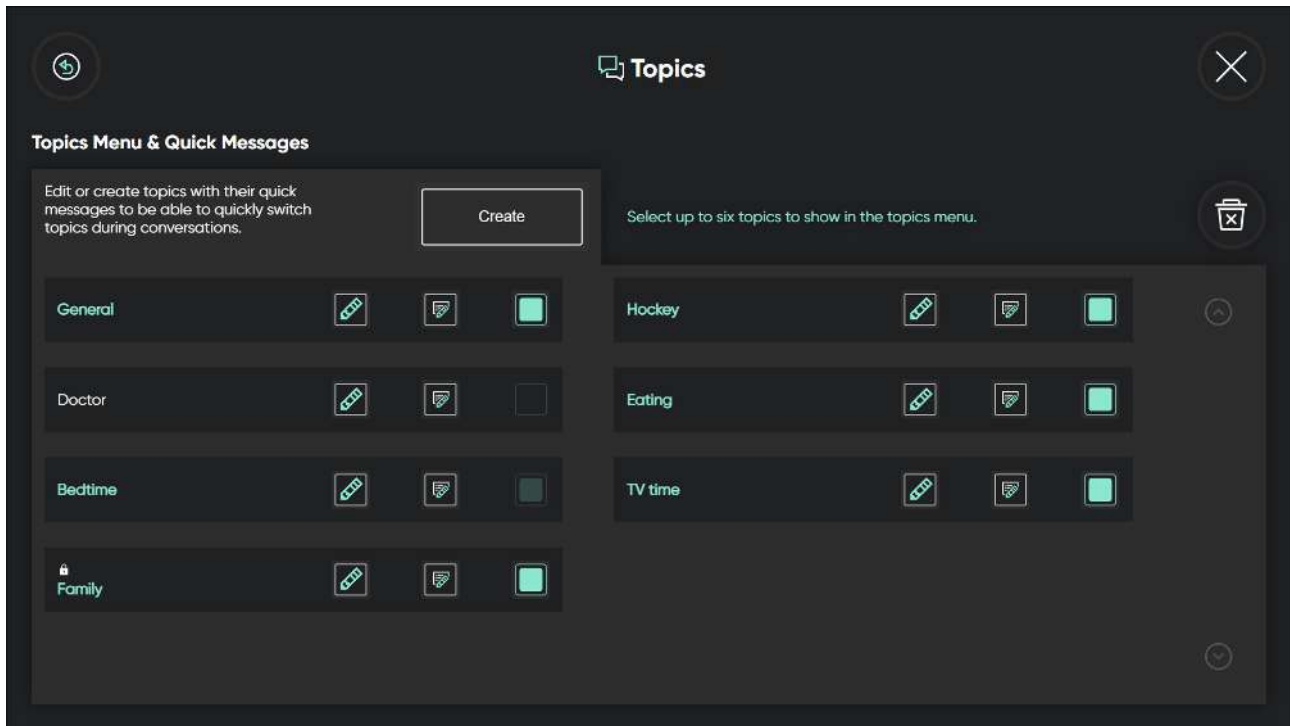 Topics
Topics Menu & Quick Messages
Edit or create topics with their quick
messages to be able to quickly switch
topics during conversations.
Create
Select up to six topics to show in the topics menu.
General
Hockey
Doctor
Eating
Bedtime
TV time
Family